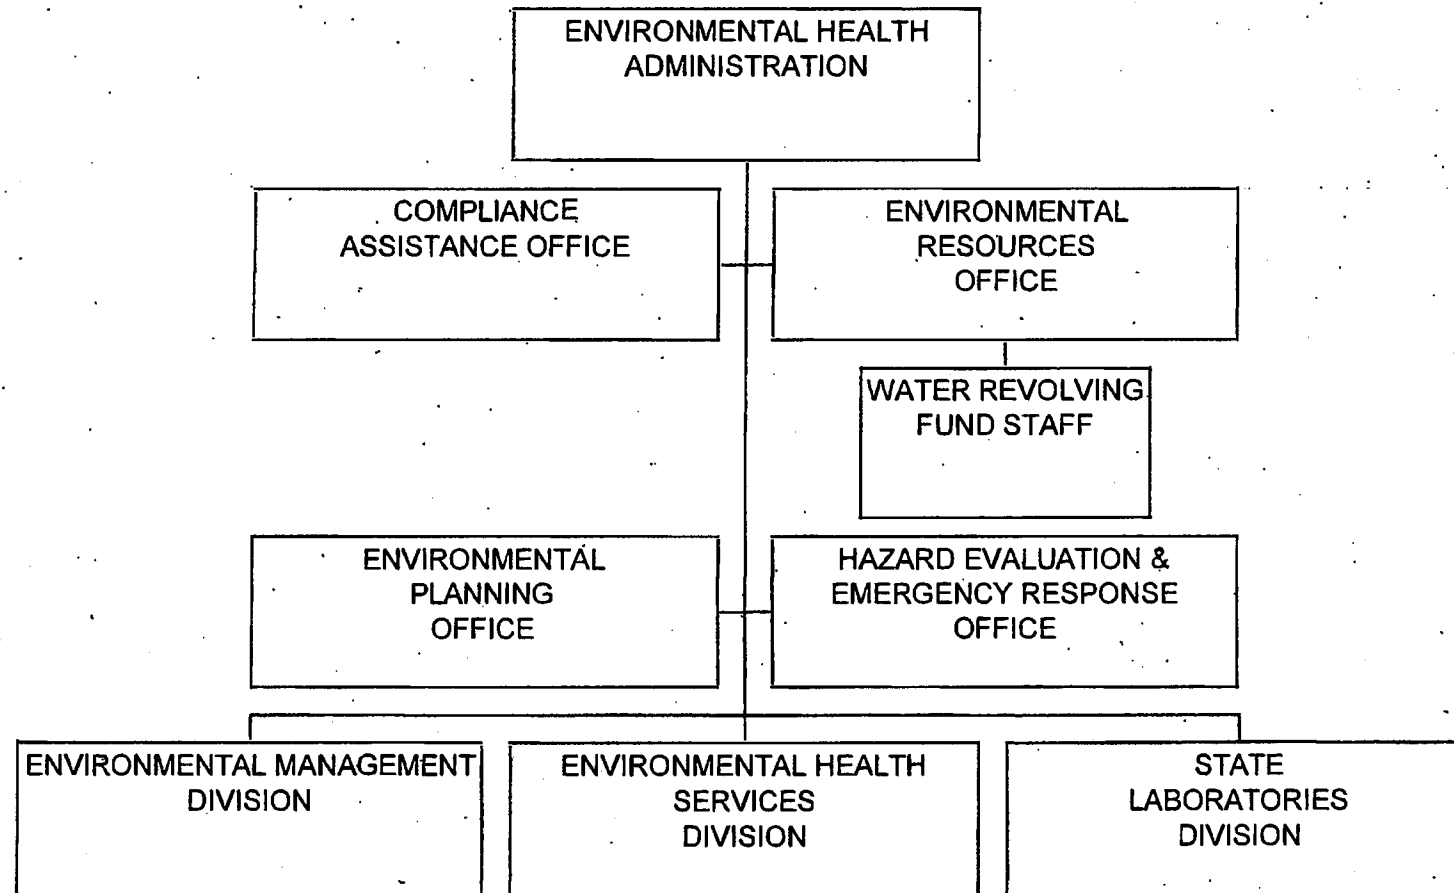 ENVIRONMENTAL HEALTH
ADMINISTRATION
COMPLIANCE
ASSISTANCE OFFICE
ENVIRONMENTAL
RESOURCES
OFFICE
WATER REVOLVING
FUND STAFF
ENVIRONMENTAL
PLANNING
OFFICE
HAZARD EVALUATION &
EMERGENCY RESPONSE
OFFICE
ENVIRONMENTAL MANAGEMENT
DIVISION
ENVIRONMENTAL HEALTH
SERVICES
DIVISION
STATE
LABORATORIES
DIVISION